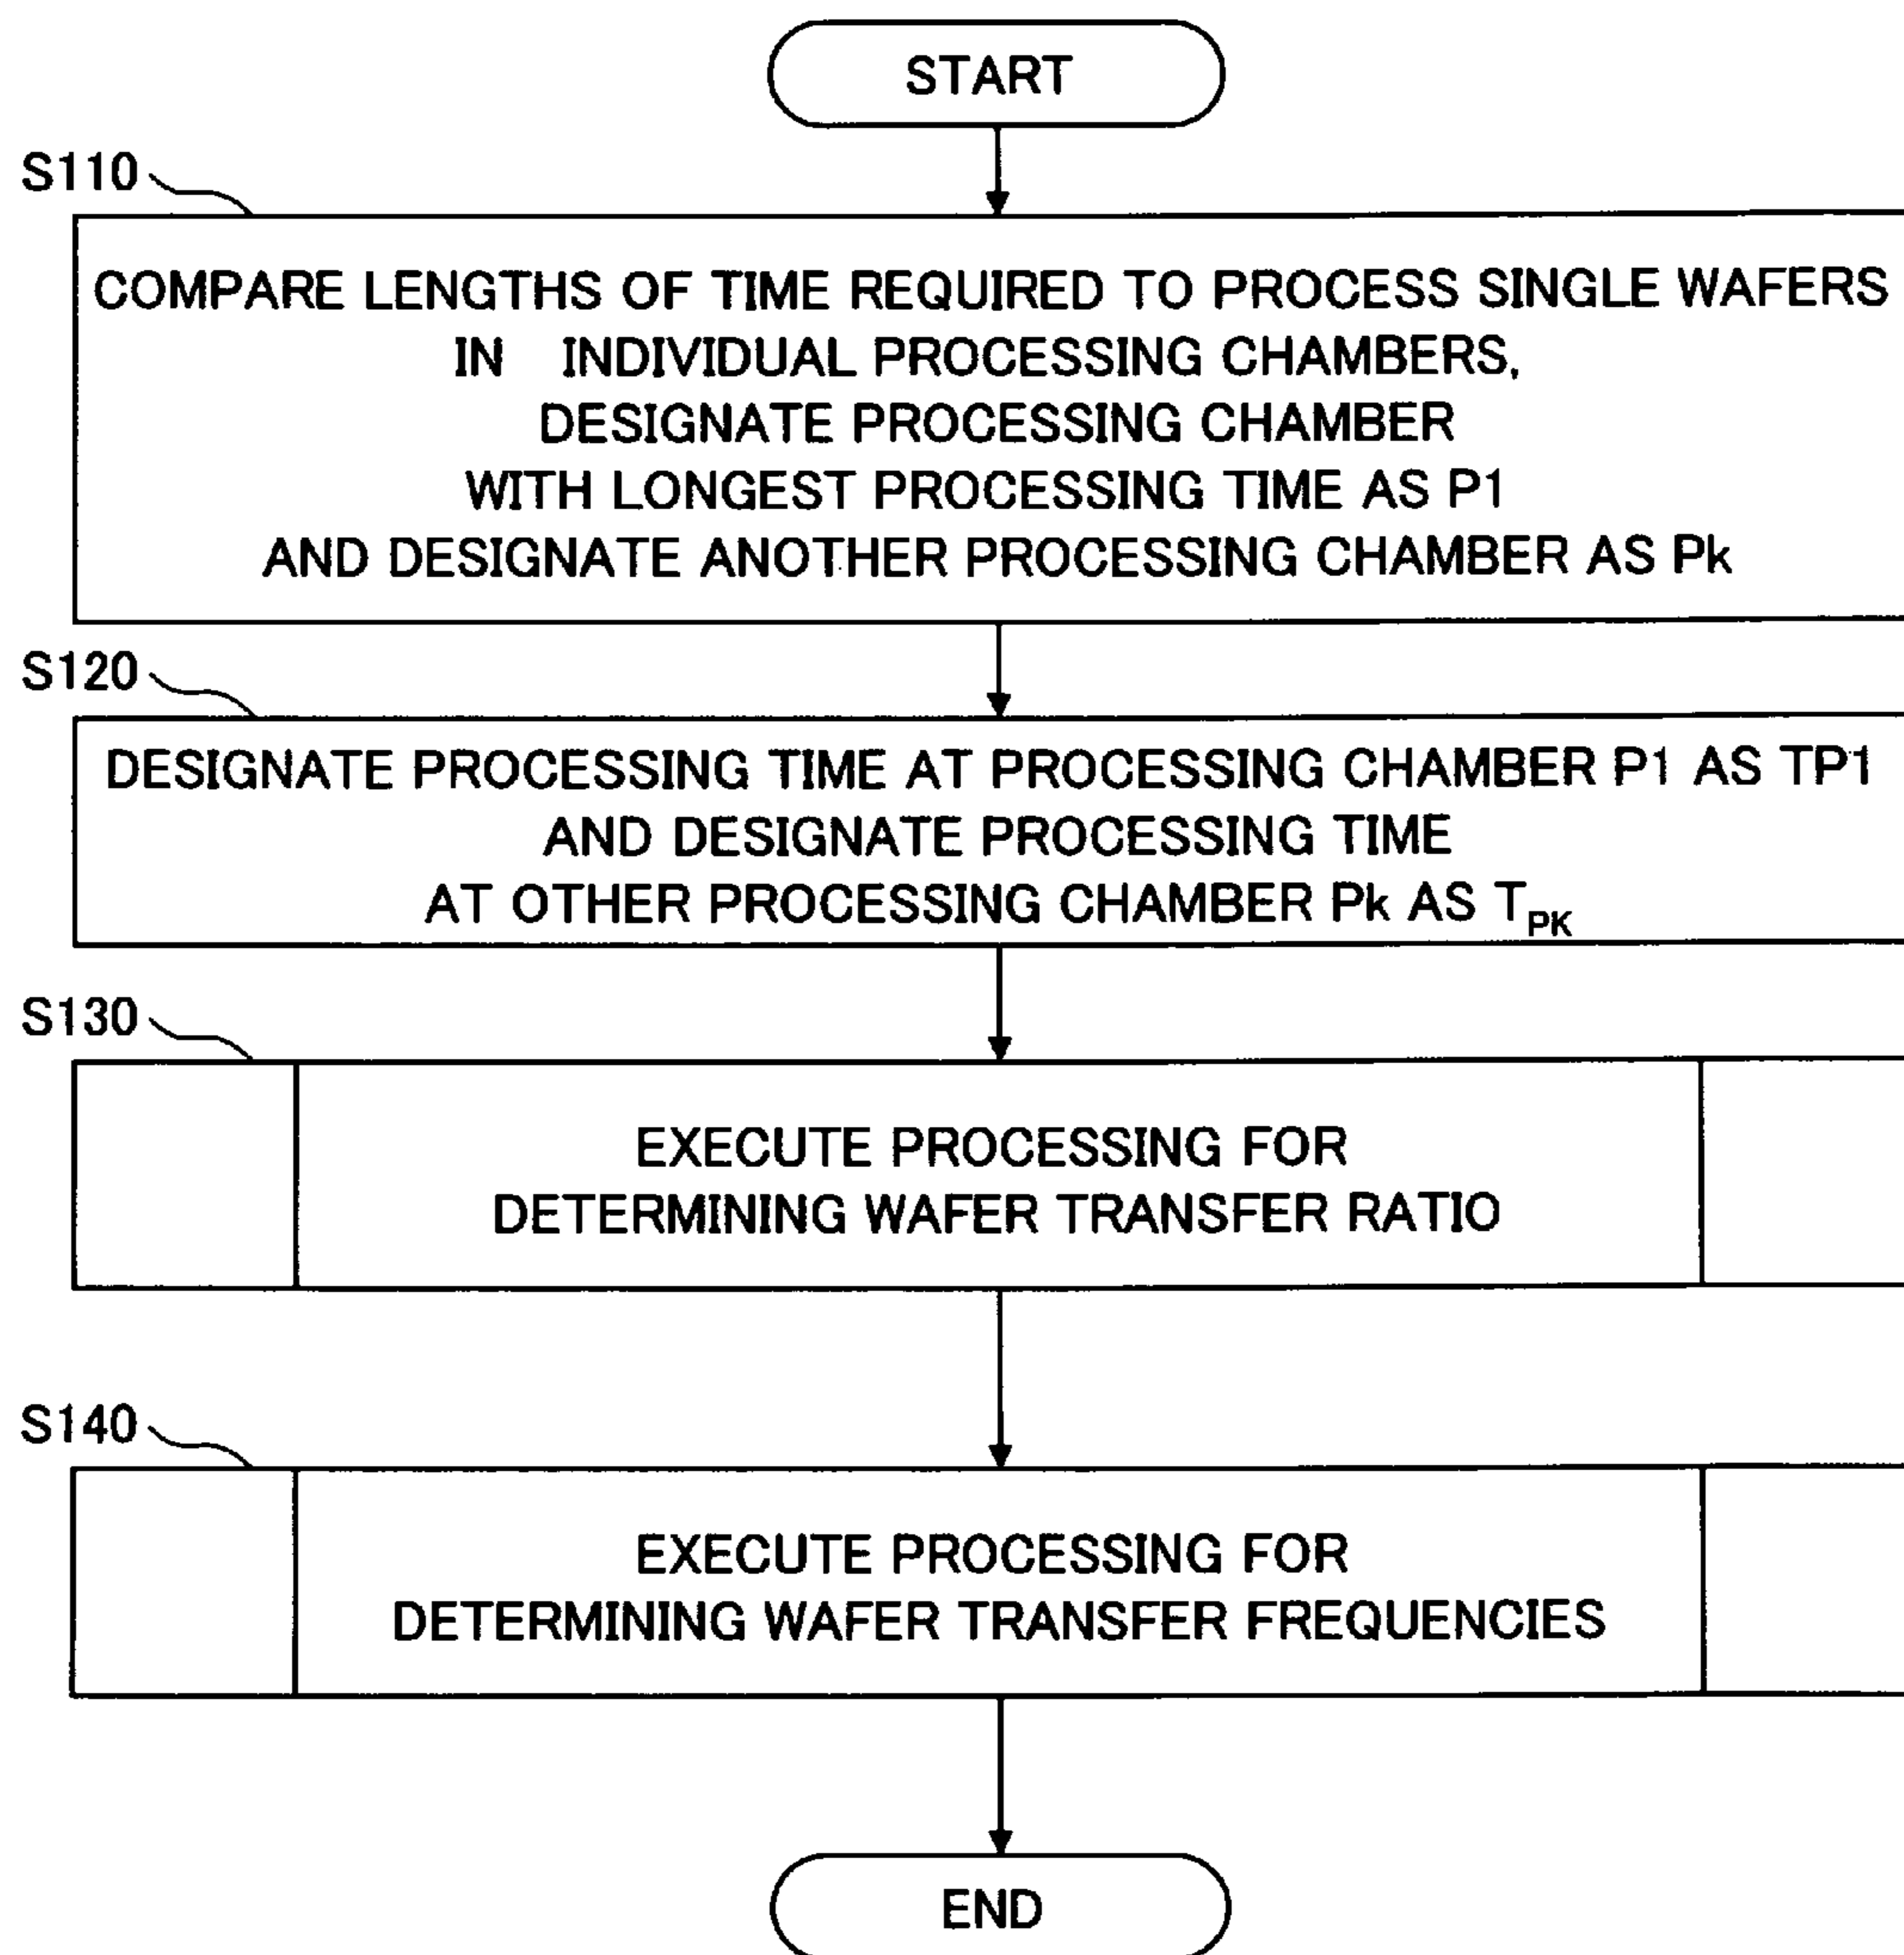 START
S110
COMPARE LENGTHS OF TIME REQUIRED TO PROCESS SINGLE WAFERS
IN INDIVIDUAL PROCESSING CHAMBERS,
DESIGNATE PROCESSING CHAMBER
WITH LONGEST PROCESSING TIME AS P1
AND DESIGNATE ANOTHER PROCESSING CHAMBER AS Pk
S120
DESIGNATE PROCESSING TIME AT PROCESSING CHAMBER P1 AS TP1
AND DESIGNATE PROCESSING TIME
AT OTHER PROCESSING CHAMBER Pk AS T_PK
S130
EXECUTE PROCESSING FOR
DETERMINING WAFER TRANSFER RATIO
S140
EXECUTE PROCESSING FOR
DETERMINING WAFER TRANSFER FREQUENCIES
END